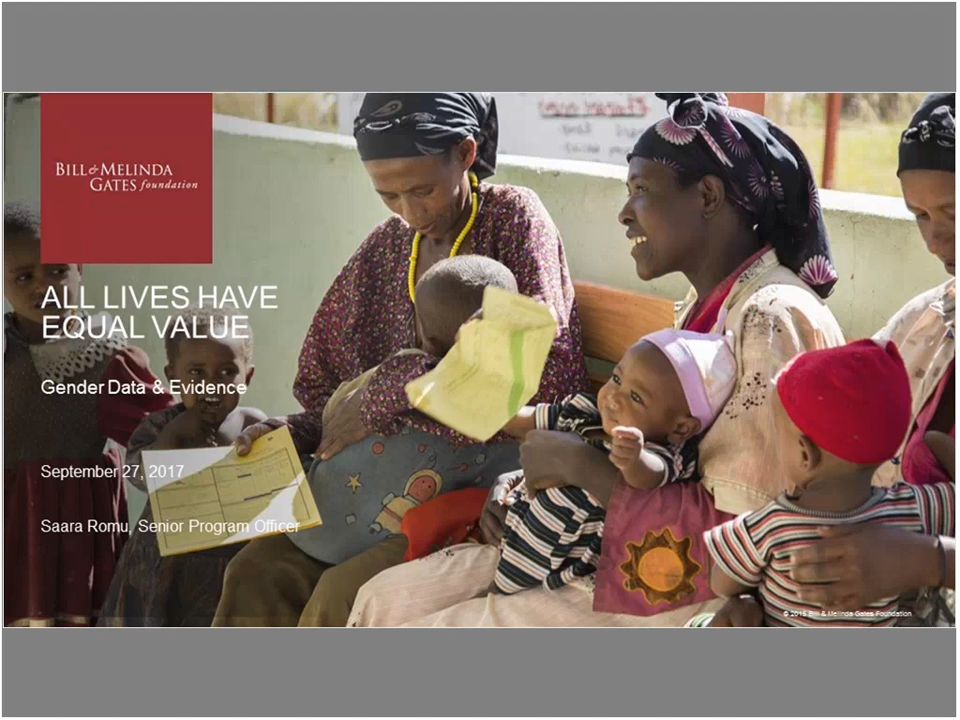 BILL & MELINDA
GATES foundation
ALL LIVES HAVE
EQUAL VALUE
Gender Data & Evidence
September 27, 2017
Saara Romu, Senior Program Officer
© 2015 Bill & Melinda Gates Foundation